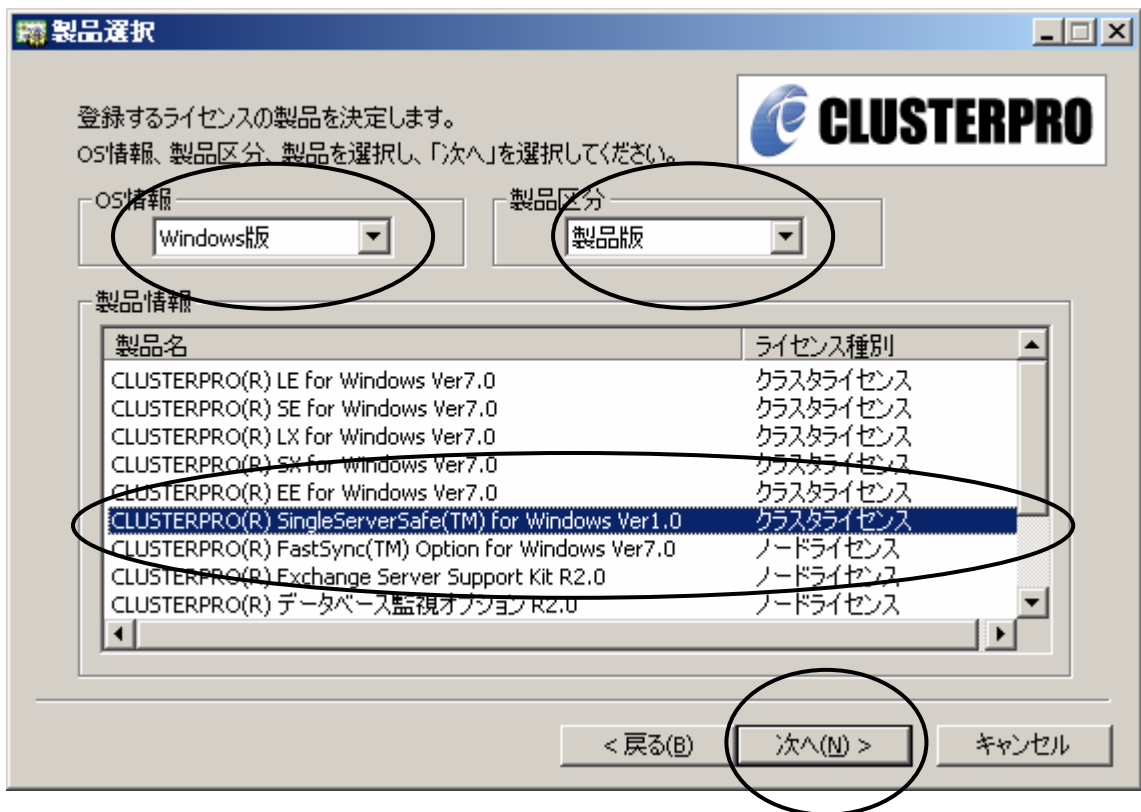 製品選択
CLUSTERPRO
登録するライセンスの製品を決定します。
OS情報、製品区分、製品を選択し、「次へ」を選択してください。
OS情報
製品区分
Windows版
製品版
製品情報
製品名 ライセンス種別
CLUSTERPRO(R) LE for Windows Ver7.0 クラスタライセンス
CLUSTERPRO(R) SE for Windows Ver7.0 クラスタライセンス
CLUSTERPRO(R) LX for Windows Ver7.0 クラスタライセンス
CLUSTERPRO(R) SX for Windows Ver7.0 クラスタライセンス
CLUSTERPRO(R) EE for Windows Ver7.0 クラスタライセンス
CLUSTERPRO(R) SingleServerSafe(TM) for Windows Ver1.0 クラスタライセンス
CLUSTERPRO(R) FastSync(TM) Option for Windows Ver7.0 ノードライセンス
CLUSTERPRO(R) Exchange Server Support Kit R2.0 ノードライセンス
CLUSTERPRO(R) データベース監視オプション R2.0 ノードライセンス
< 戻る(B) 次へ(N) > キャンセル